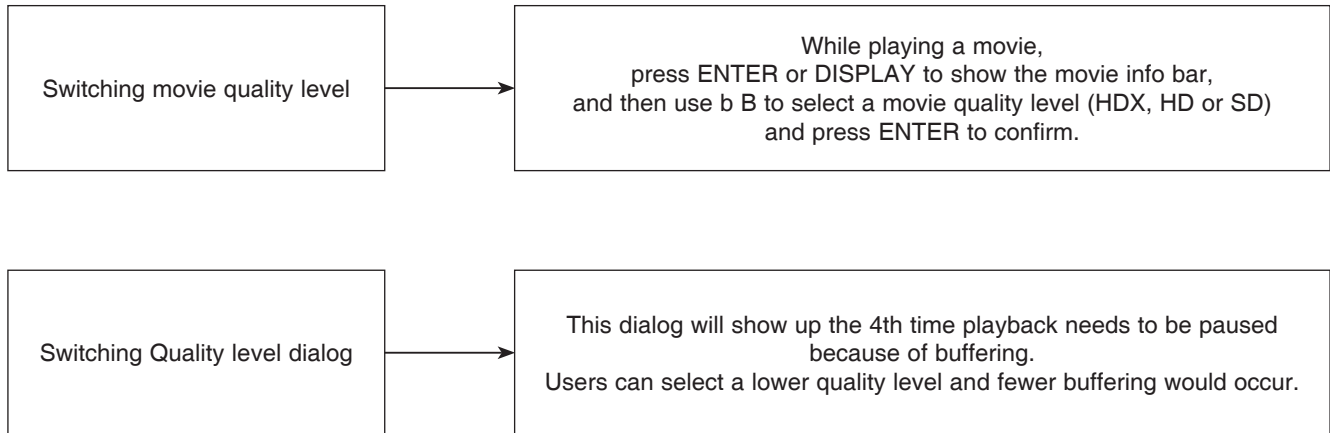 Switching movie quality level
While playing a movie,
press ENTER or DISPLAY to show the movie info bar,
and then use b B to select a movie quality level (HDX, HD or SD)
and press ENTER to confirm.
Switching Quality level dialog
This dialog will show up the 4th time playback needs to be paused
because of buffering.
Users can select a lower quality level and fewer buffering would occur.